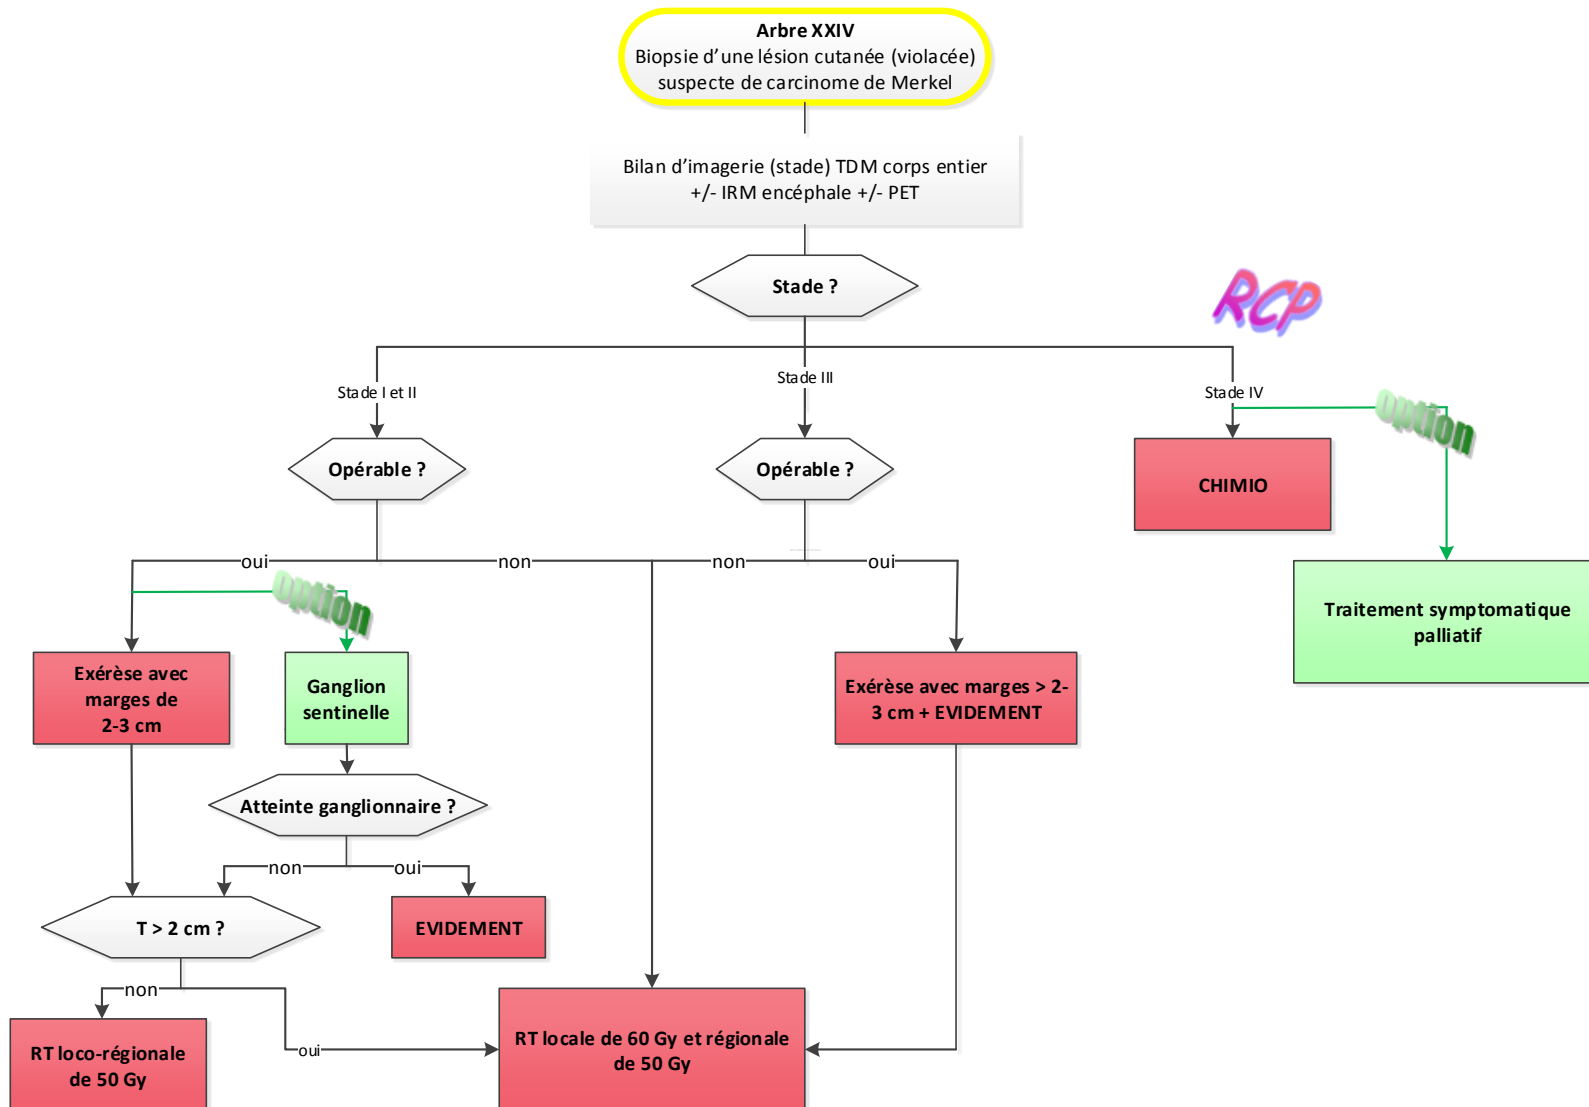 Arbre XXIV
Biopsie d'une lésion cutanée (violacée)
suspecte de carcinome de Merkel
Bilan d'imagerie (stade) TDM corps entier
+/- IRM encéphale +/- PET
Stade ?
RCP
Stade I et II
Stade III
Stade IV
option
Opérable ?
Opérable ?
CHIMIO
oui
non
non
oui
option
Traitement symptomatique
palliatif
Exérèse avec
marges de
2-3 cm
Ganglion
sentinelle
Exérèse avec marges > 2-
3 cm + EVIDEMENT
Atteinte ganglionnaire ?
non
oui
T > 2 cm ?
EVIDEMENT
non
oui
RT loco-régionale
de 50 Gy
RT locale de 60 Gy et régionale
de 50 Gy